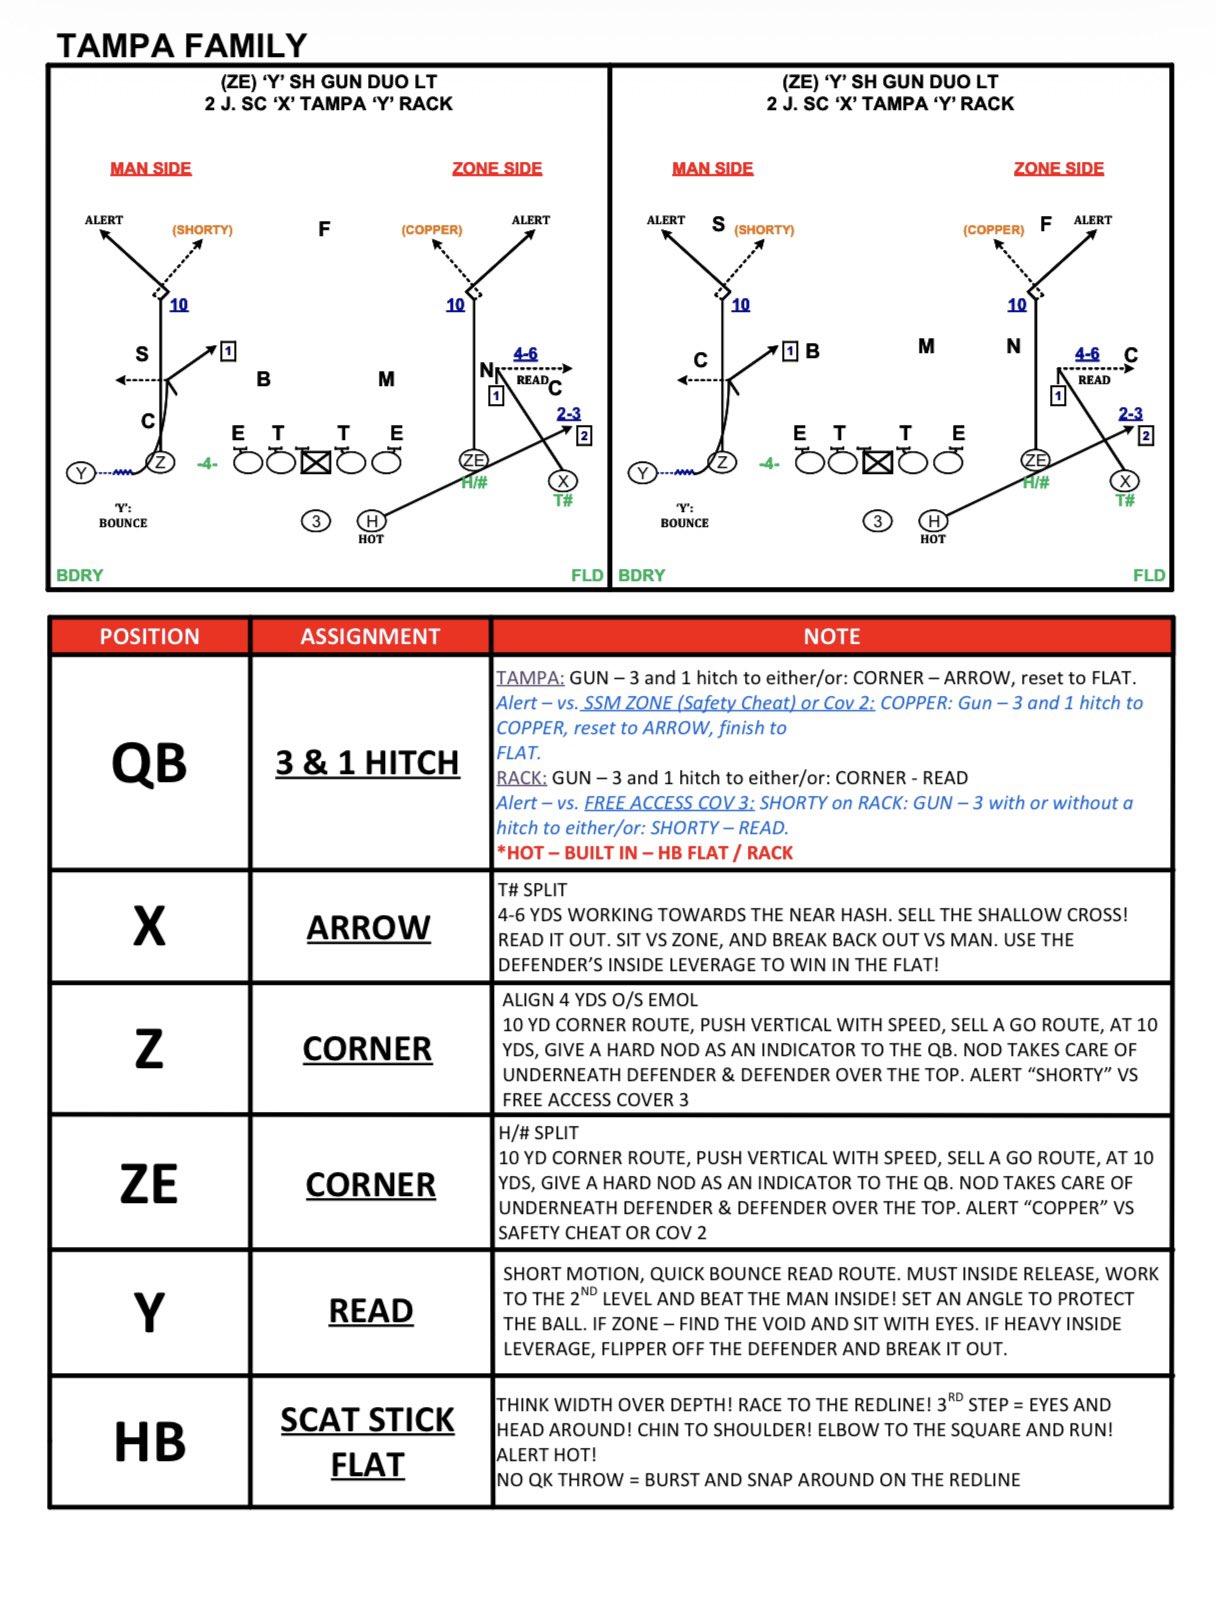 TAMPA FAMILY
(ZE) ‘Y’ SH GUN DUO LT
2 J. SC ‘X’ TAMPA ‘Y’ RACK
MAN SIDE
ZONE SIDE
ALERT
(SHORTY)
F
(COPPER)
ALERT
10
10
S
1
B
M
N
4-6
READ
C
1
C
2-3
2
E
T
T
E
Y
Z
-4-
ZE
H/#
X
T#
‘Y’:
BOUNCE
3
H
HOT
BDRY
FLD
(ZE) ‘Y’ SH GUN DUO LT
2 J. SC ‘X’ TAMPA ‘Y’ RACK
MAN SIDE
ZONE SIDE
ALERT
S
(SHORTY)
(COPPER)
F
ALERT
10
10
C
1
B
M
N
4-6
READ
C
1
2-3
2
E
T
T
E
Y
Z
-4-
ZE
H/#
X
T#
‘Y’:
BOUNCE
3
H
HOT
BDRY
FLD
POSITION
ASSIGNMENT
NOTE
QB
3 & 1 HITCH
TAMPA: GUN – 3 and 1 hitch to either/or: CORNER – ARROW, reset to FLAT.
Alert – vs. SSM ZONE (Safety Cheat) or Cov 2: COPPER: Gun – 3 and 1 hitch to
COPPER, reset to ARROW, finish to
FLAT.
RACK: GUN – 3 and 1 hitch to either/or: CORNER - READ
Alert – vs. FREE ACCESS COV 3: SHORTY on RACK: GUN – 3 with or without a
hitch to either/or: SHORTY – READ.
*HOT – BUILT IN – HB FLAT / RACK
X
ARROW
T# SPLIT
4-6 YDS WORKING TOWARDS THE NEAR HASH. SELL THE SHALLOW CROSS!
READ IT OUT. SIT VS ZONE, AND BREAK BACK OUT VS MAN. USE THE
DEFENDER’S INSIDE LEVERAGE TO WIN IN THE FLAT!
Z
CORNER
ALIGN 4 YDS O/S EMOL
10 YD CORNER ROUTE, PUSH VERTICAL WITH SPEED, SELL A GO ROUTE, AT 10
YDS, GIVE A HARD NOD AS AN INDICATOR TO THE QB. NOD TAKES CARE OF
UNDERNEATH DEFENDER & DEFENDER OVER THE TOP. ALERT “SHORTY” VS
FREE ACCESS COVER 3
ZE
CORNER
H/# SPLIT
10 YD CORNER ROUTE, PUSH VERTICAL WITH SPEED, SELL A GO ROUTE, AT 10
YDS, GIVE A HARD NOD AS AN INDICATOR TO THE QB. NOD TAKES CARE OF
UNDERNEATH DEFENDER & DEFENDER OVER THE TOP. ALERT “COPPER” VS
SAFETY CHEAT OR COV 2
Y
READ
SHORT MOTION, QUICK BOUNCE READ ROUTE. MUST INSIDE RELEASE, WORK
TO THE 2ND LEVEL AND BEAT THE MAN INSIDE! SET AN ANGLE TO PROTECT
THE BALL. IF ZONE – FIND THE VOID AND SIT WITH EYES. IF HEAVY INSIDE
LEVERAGE, FLIPPER OFF THE DEFENDER AND BREAK IT OUT.
HB
SCAT STICK
FLAT
THINK WIDTH OVER DEPTH! RACE TO THE REDLINE! 3RD STEP = EYES AND
HEAD AROUND! CHIN TO SHOULDER! ELBOW TO THE SQUARE AND RUN!
ALERT HOT!
NO QK THROW = BURST AND SNAP AROUND ON THE REDLINE